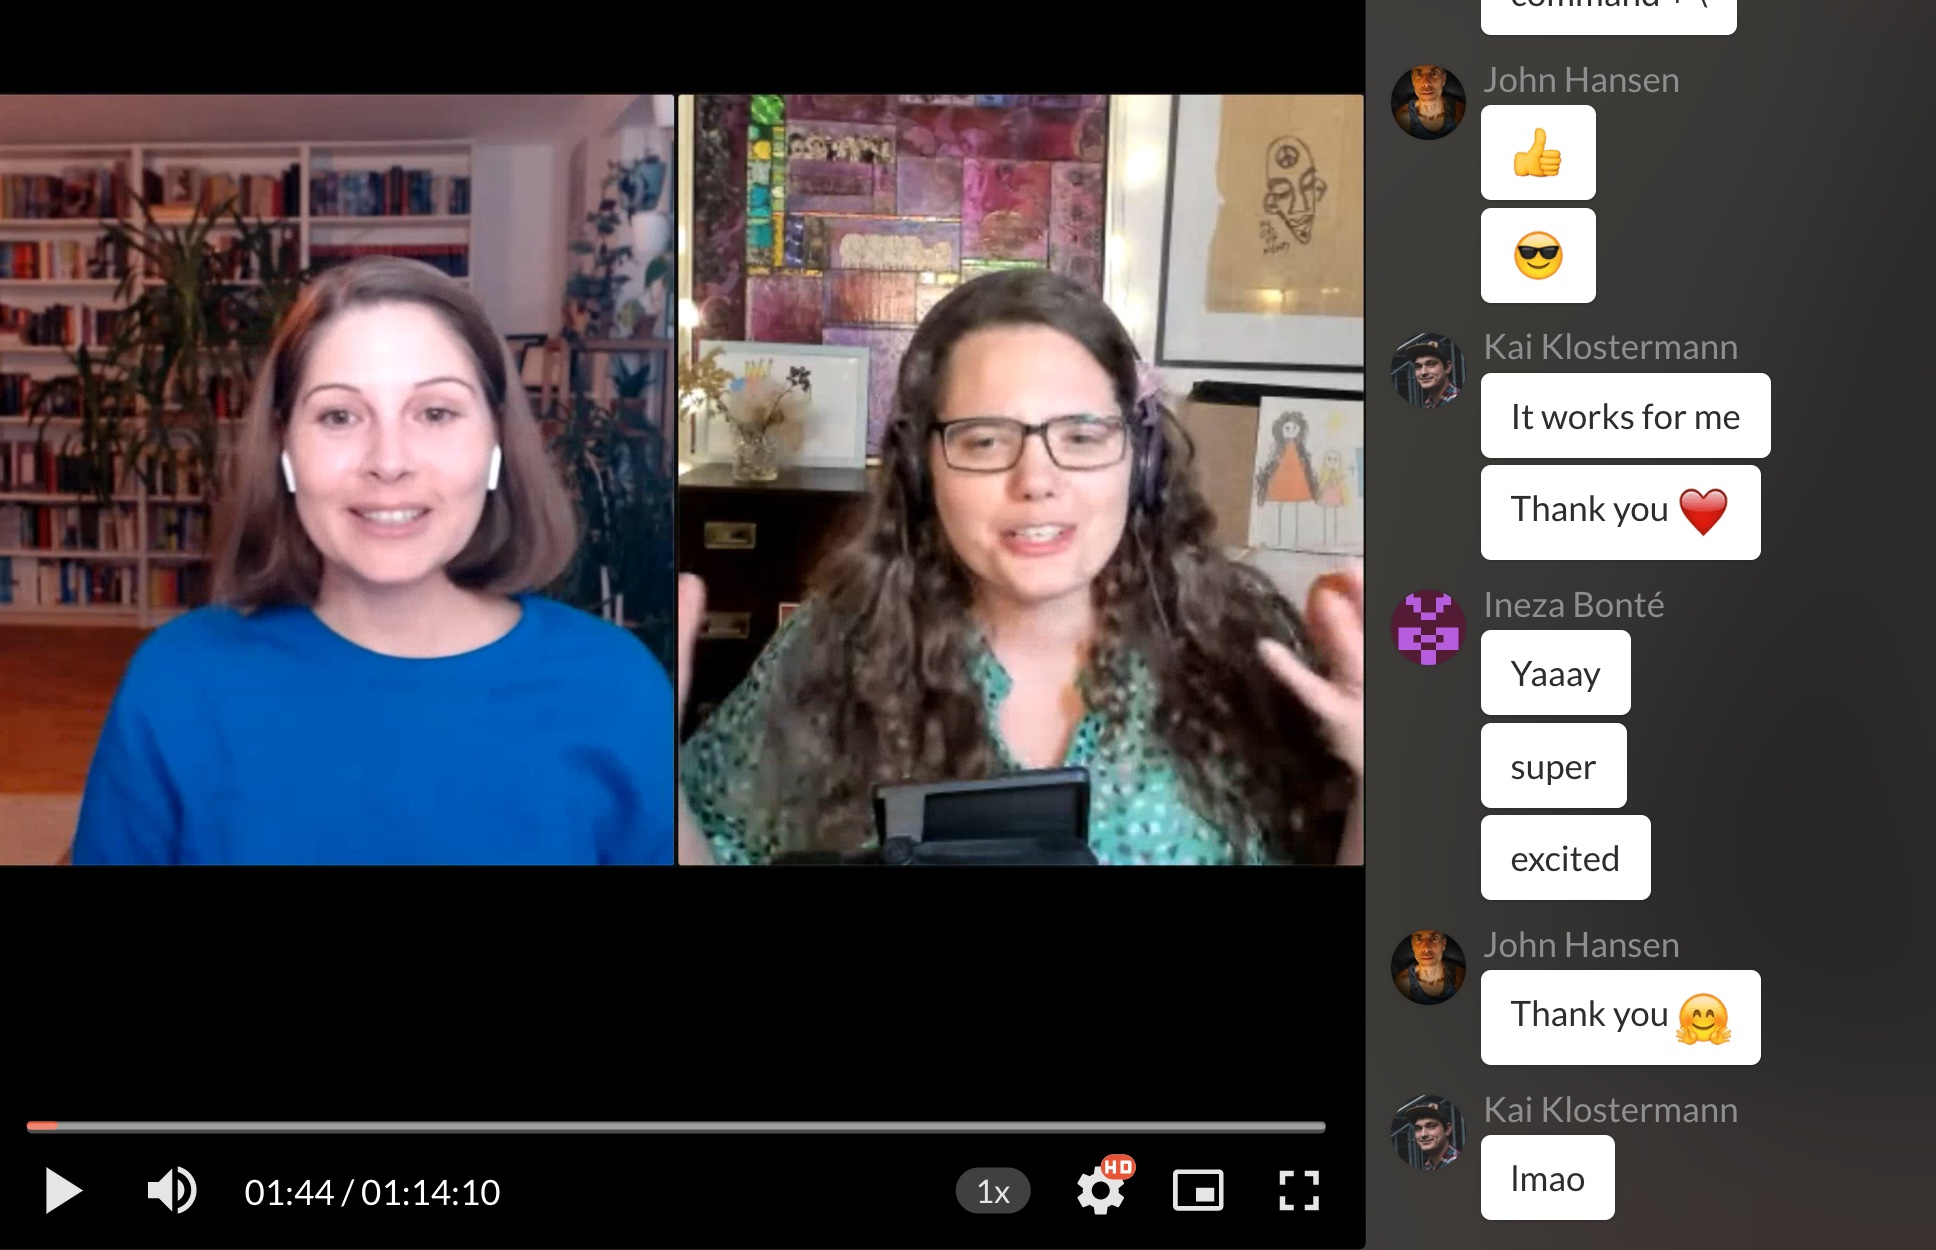 01:44 / 01:14:10
1x
HD
command +
John Hansen
👍
😎
Kai Klostermann
It works for me
Thank you ❤️
Ineza Bonté
Yaaay
super
excited
John Hansen
Thank you 🤗
Kai Klostermann
lmao